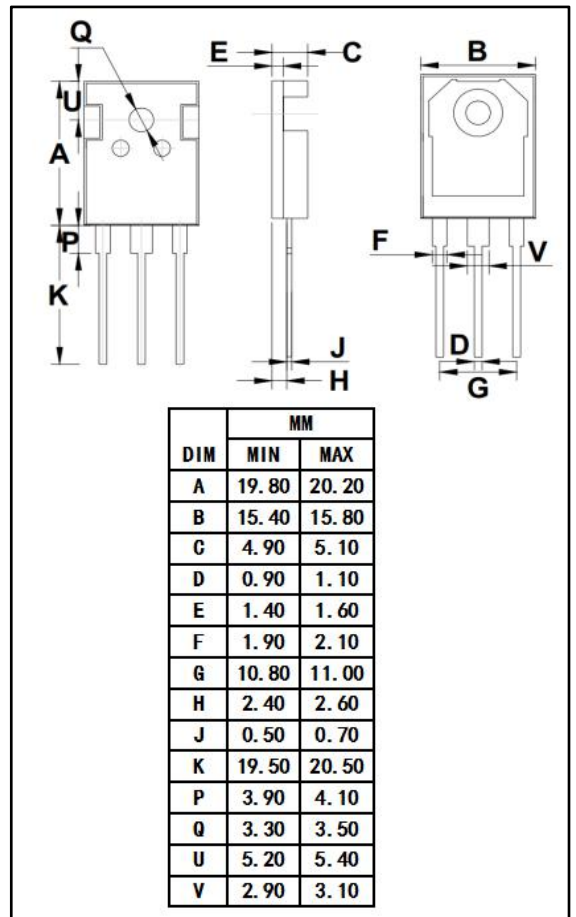 Q
E C B
U
A
P
K
F V
J D
H G
MM
DIM MIN MAX
A 19.80 20.20
B 15.40 15.80
C 4.90 5.10
D 0.90 1.10
E 1.40 1.60
F 1.90 2.10
G 10.80 11.00
H 2.40 2.60
J 0.50 0.70
K 19.50 20.50
P 3.90 4.10
Q 3.30 3.50
U 5.20 5.40
V 2.90 3.10